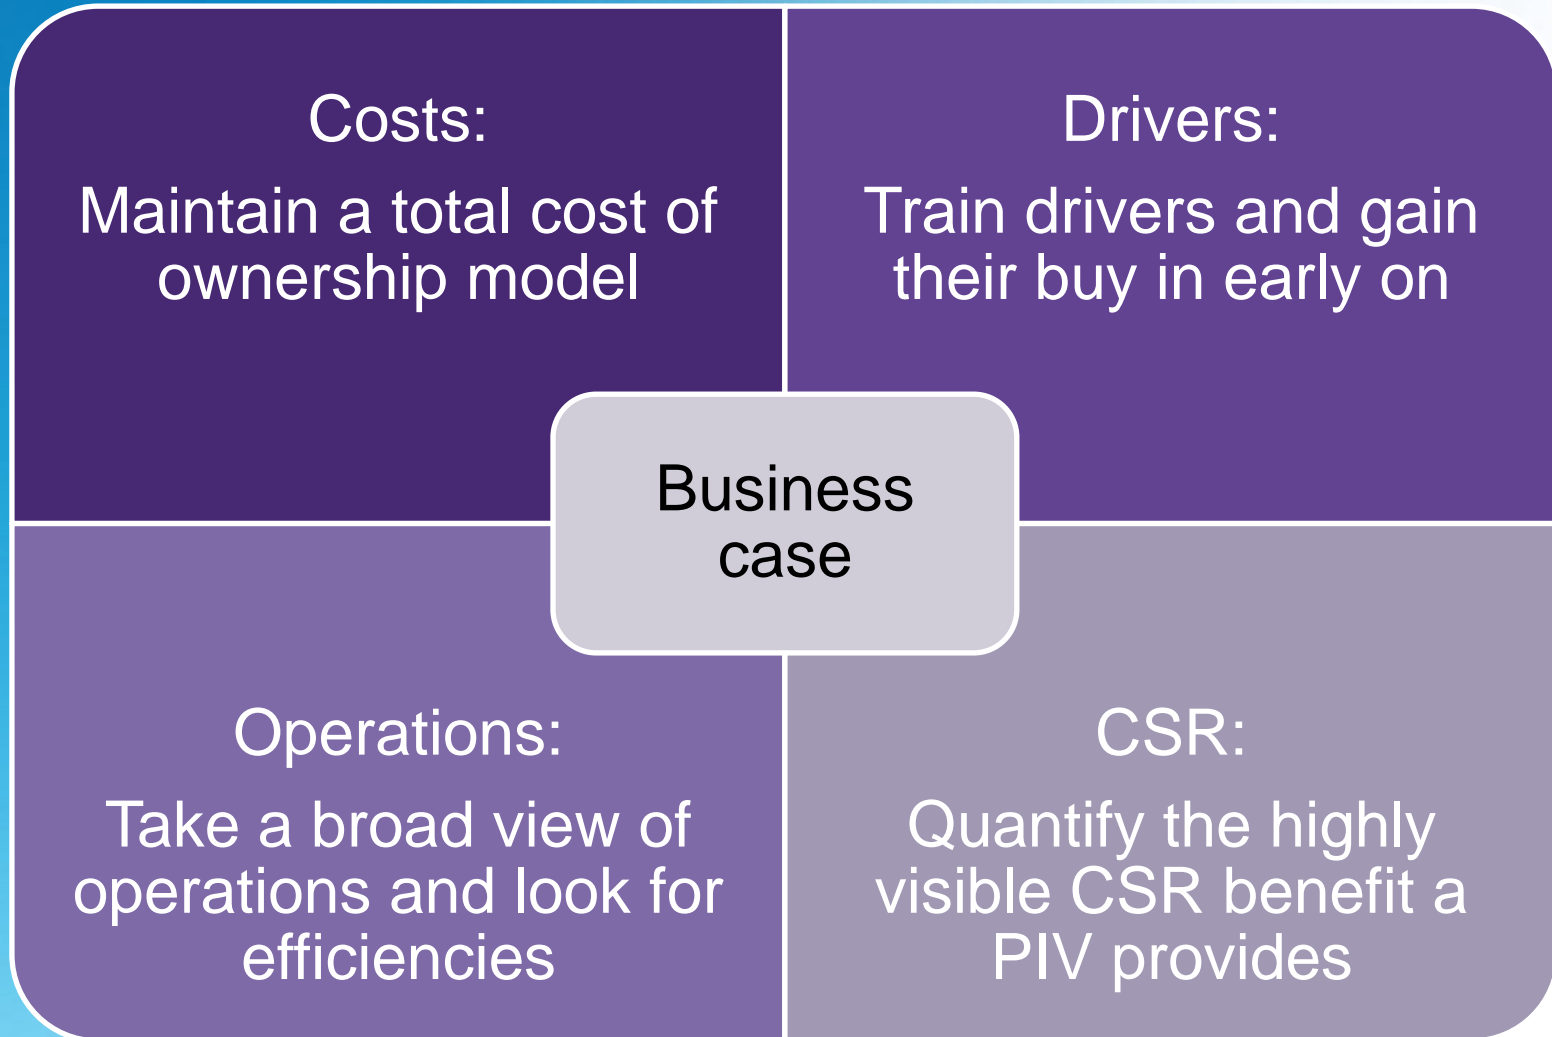 Costs:
Maintain a total cost of
ownership model
Drivers:
Train drivers and gain
their buy in early on
Business
case
Operations:
Take a broad view of
operations and look for
efficiencies
CSR:
Quantify the highly
visible CSR benefit a
PIV provides